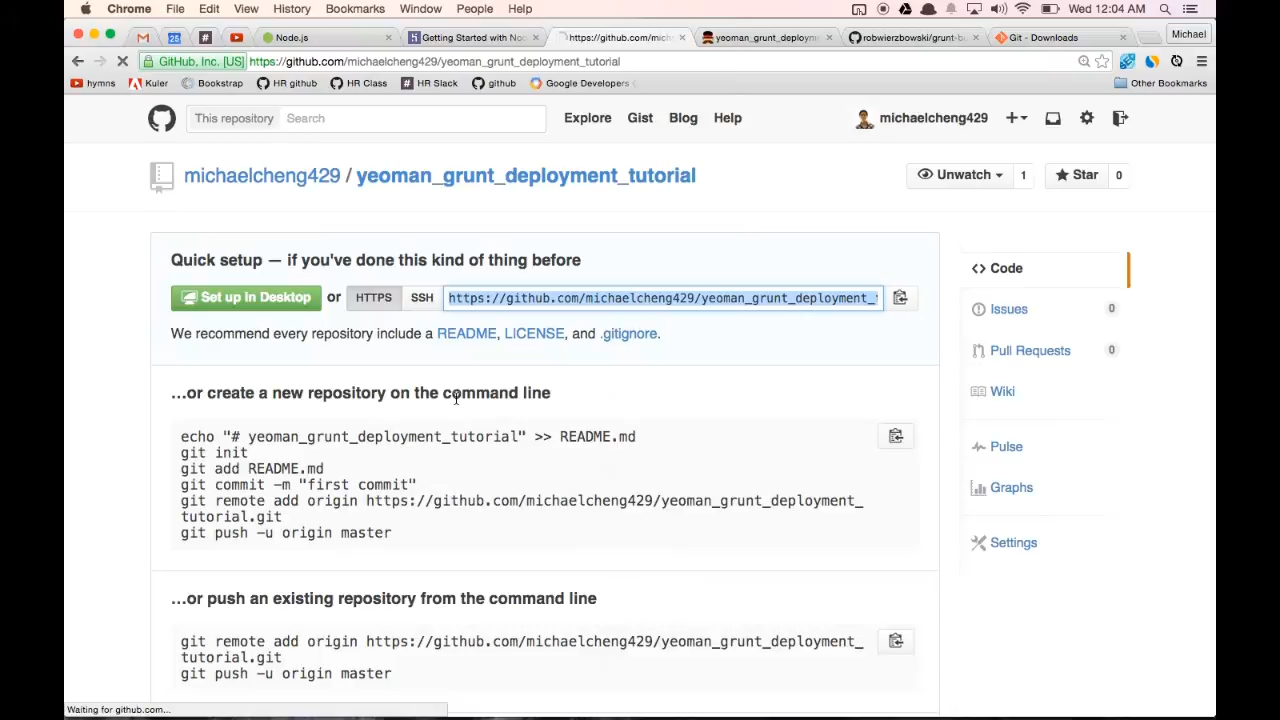 Chrome File Edit View History Bookmarks Window People Help Wed 12:04 AM
25 # Node.js Getting Started with Nod https://github.com/mich yeoman_grunt_deploym robwierzbowski/grunt-b Git - Downloads Michael
GitHub, Inc. [US] https://github.com/michaelcheng429/yeoman_grunt_deployment_tutorial
hymns Kuler Bookstrap HR github HR Class HR Slack github Google Developers Other Bookmarks
This repository Search Explore Gist Blog Help michaelcheng429
michaelcheng429 / yeoman_grunt_deployment_tutorial Unwatch 1 Star 0
Quick setup — if you've done this kind of thing before
Set up in Desktop or HTTPS SSH https://github.com/michaelcheng429/yeoman_grunt_deployment_
We recommend every repository include a README, LICENSE, and .gitignore.
…or create a new repository on the command line
echo "# yeoman_grunt_deployment_tutorial" >> README.md
git init
git add README.md
git commit -m "first commit"
git remote add origin https://github.com/michaelcheng429/yeoman_grunt_deployment_
tutorial.git
git push -u origin master
…or push an existing repository from the command line
git remote add origin https://github.com/michaelcheng429/yeoman_grunt_deployment_
tutorial.git
git push -u origin master
<> Code
Issues 0
Pull Requests 0
Wiki
Pulse
Graphs
Settings
Waiting for github.com...